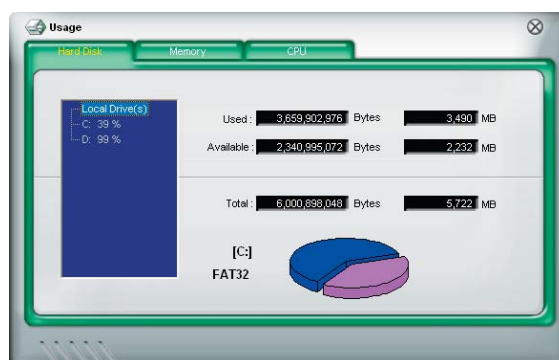 Usage
Hard Disk Memory CPU
Local Drive(s)
C: 39 %
D: 99 %
Used : 3,659,902,976 Bytes 3,490 MB
Available : 2,340,995,072 Bytes 2,232 MB
Total : 6,000,898,048 Bytes 5,722 MB
[C:]
FAT32